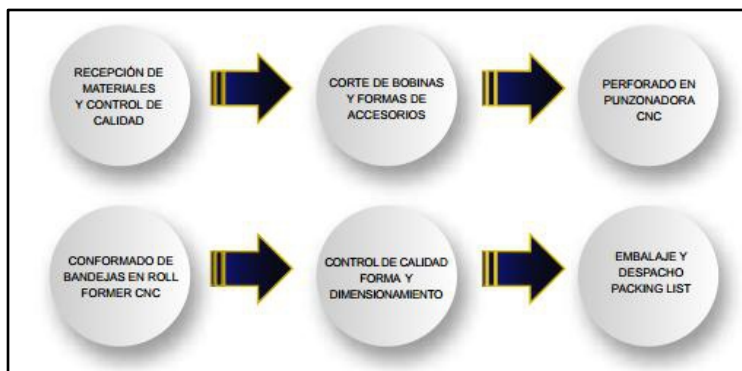 RECEPCIÓN DE
MATERIALES
Y CONTROL DE
CALIDAD
CORTE DE BOBINAS
Y FORMAS DE
ACCESORIOS
PERFORADO EN
PUNZONADORA
CNC
CONFORMADO DE
BANDEJAS EN ROLL
FORMER CNC
CONTROL DE CALIDAD
FORMA Y
DIMENSIONAMIENTO
EMBALAJE Y
DESPACHO
PACKING LIST